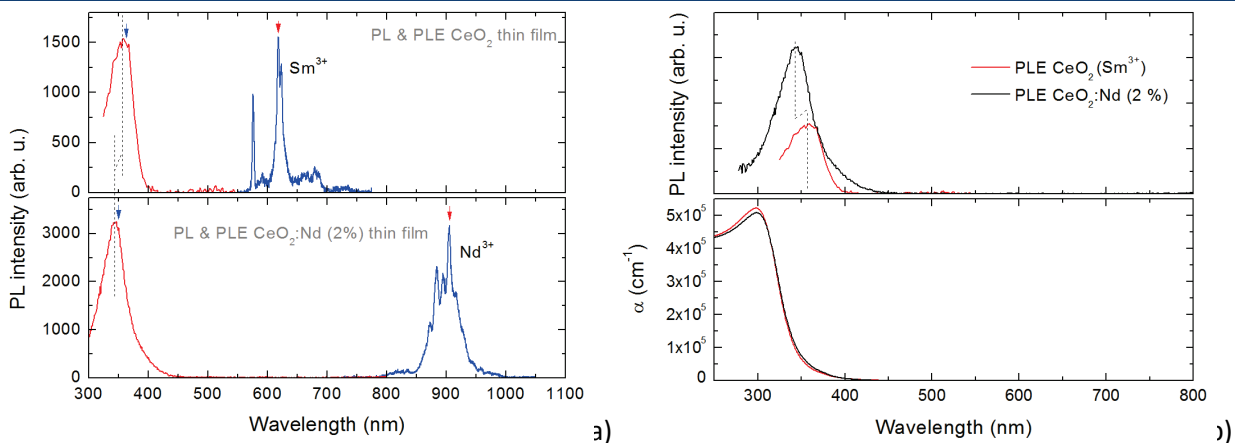 PL & PLE CeO₂ thin film
Sm³⁺
1500
1000
500
0
PL intensity (arb. u.)
PL & PLE CeO₂:Nd (2%) thin film
Nd³⁺
3000
2000
1000
0
300 400 500 600 700 800 900 1000 1100
Wavelength (nm)
a)
PL intensity (arb. u.)
PLE CeO₂ (Sm³⁺)
PLE CeO₂:Nd (2 %)
α (cm⁻¹)
5x10⁵
4x10⁵
3x10⁵
2x10⁵
1x10⁵
0
300 400 500 600 700 800
Wavelength (nm)
b)